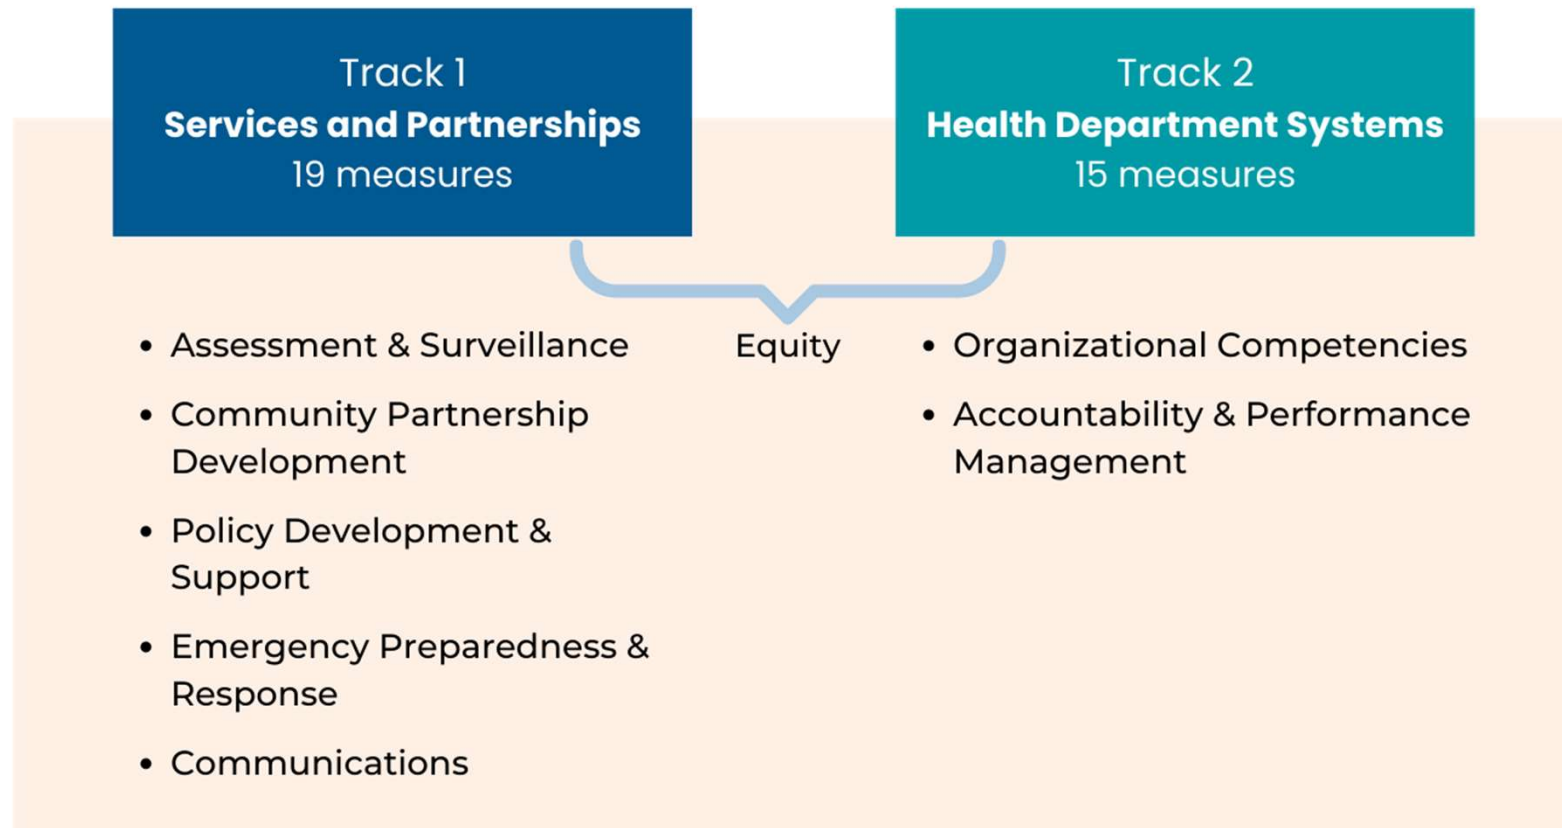 Track 1
Services and Partnerships
19 measures
Track 2
Health Department Systems
15 measures
• Assessment & Surveillance
• Community Partnership
Development
• Policy Development &
Support
• Emergency Preparedness &
Response
• Communications
Equity
• Organizational Competencies
• Accountability & Performance
Management